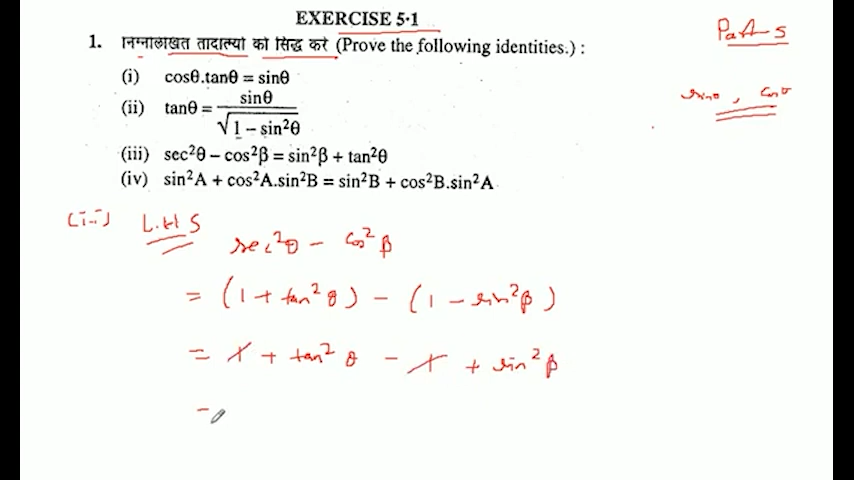 EXERCISE 5·1
Part-5
1. निम्नलिखित तादात्म्यों को सिद्ध करें (Prove the following identities.) :
(i) cosθ.tanθ = sinθ
sinθ , cosθ
(ii) tanθ = sinθ / √(1 – sin²θ)
(iii) sec²θ – cos²β = sin²β + tan²θ
(iv) sin²A + cos²A.sin²B = sin²B + cos²B.sin²A
(iii) L.H.S
sec²θ – cos²β
= (1 + tan²θ) – (1 – sin²β)
= 1 + tan²θ – 1 + sin²β
=